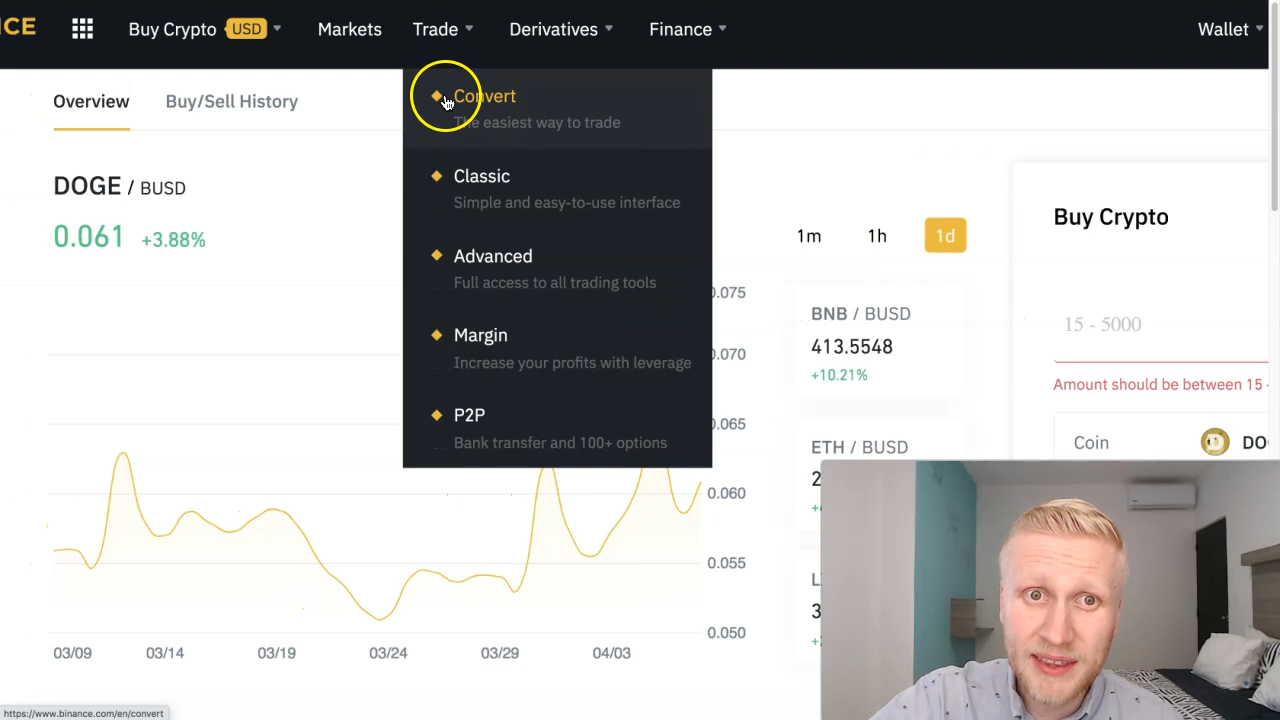 CE
Buy Crypto USD
Markets
Trade
Derivatives
Finance
Wallet
Overview
Buy/Sell History
Convert
The easiest way to trade
Classic
Simple and easy-to-use interface
Advanced
Full access to all trading tools
Margin
Increase your profits with leverage
P2P
Bank transfer and 100+ options
DOGE / BUSD
0.061 +3.88%
1m
1h
1d
0.075
0.070
0.065
0.060
0.055
0.050
03/09
03/14
03/19
03/24
03/29
04/03
BNB / BUSD
413.5548
+10.21%
ETH / BUSD
2
Buy Crypto
15 - 5000
Amount should be between 15 -
Coin
DO
https://www.binance.com/en/convert